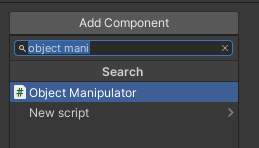 Add Component
object mani
Search
Object Manipulator
New script